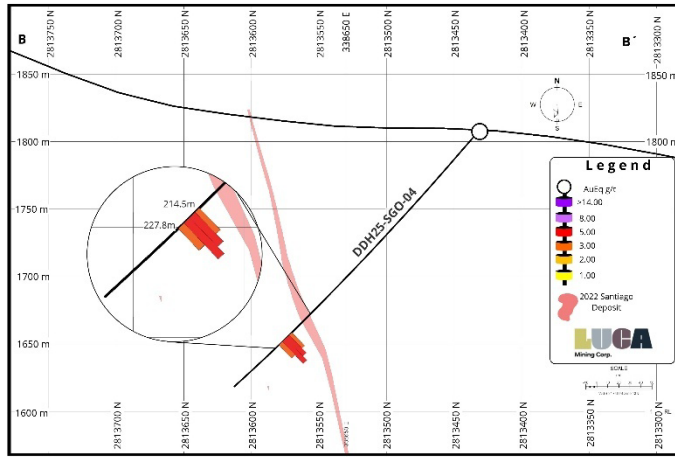 B
B´
2813750 N
2813700 N
2813650 N
2813600 N
2813550 N
338650 E
2813500 N
2813450 N
2813400 N
2813350 N
2813300 N
1850 m
1850 m
1800 m
1800 m
1750 m
1700 m
1650 m
1600 m
N
W
E
S
DDH25-SGO-04
214.5m
227.8m
Legend
AuEq g/t
>14.00
8.00
5.00
3.00
2.00
1.00
2022 Santiago
Deposit
LUCA
Mining Corp.
SCALE
2813700 N
2813650 N
2813600 N
2813550 N
2813500 N
2813450 N
2813400 N
2813350 N
2813300 N